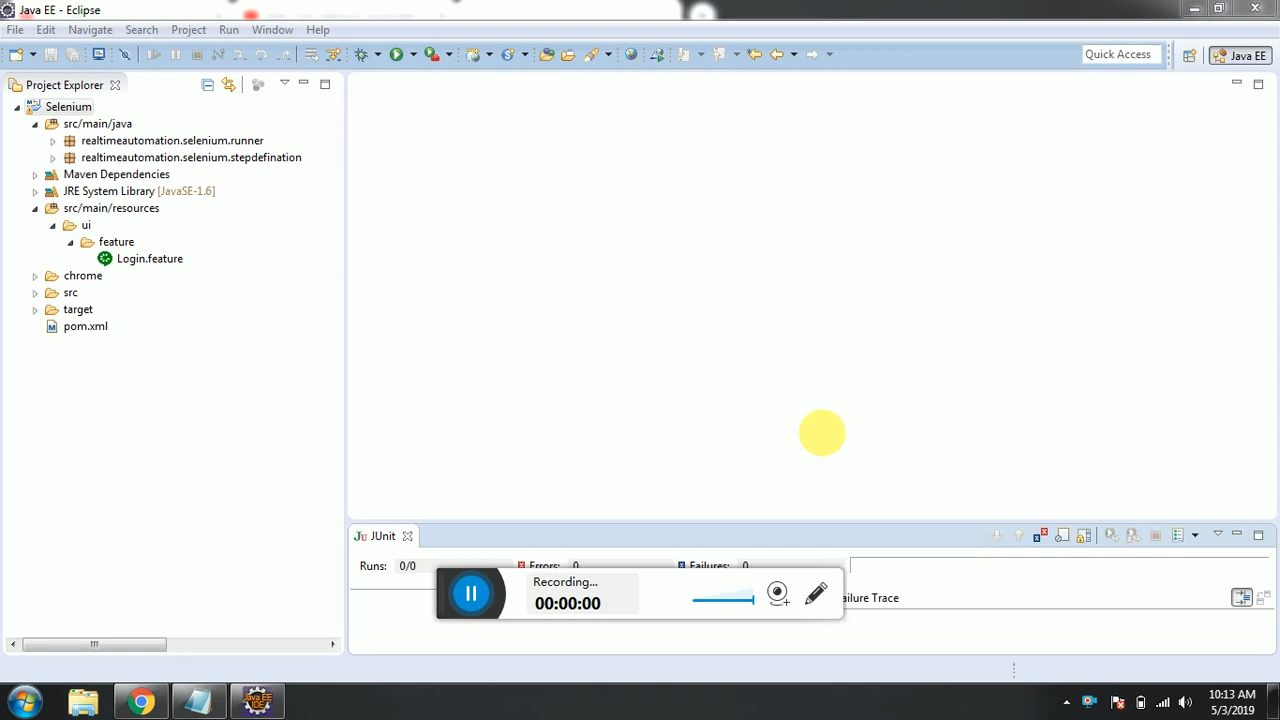 Java EE - Eclipse
File Edit Navigate Search Project Run Window Help
Quick Access
Java EE
Project Explorer
Selenium
src/main/java
realtimeautomation.selenium.runner
realtimeautomation.selenium.stepdefination
Maven Dependencies
JRE System Library [JavaSE-1.6]
src/main/resources
ui
feature
Login.feature
chrome
src
target
pom.xml
JUnit
Runs: 0/0 Errors: 0 Failures: 0
Recording...
00:00:00
ailure Trace
Java EE
IDE
10:13 AM
5/3/2019